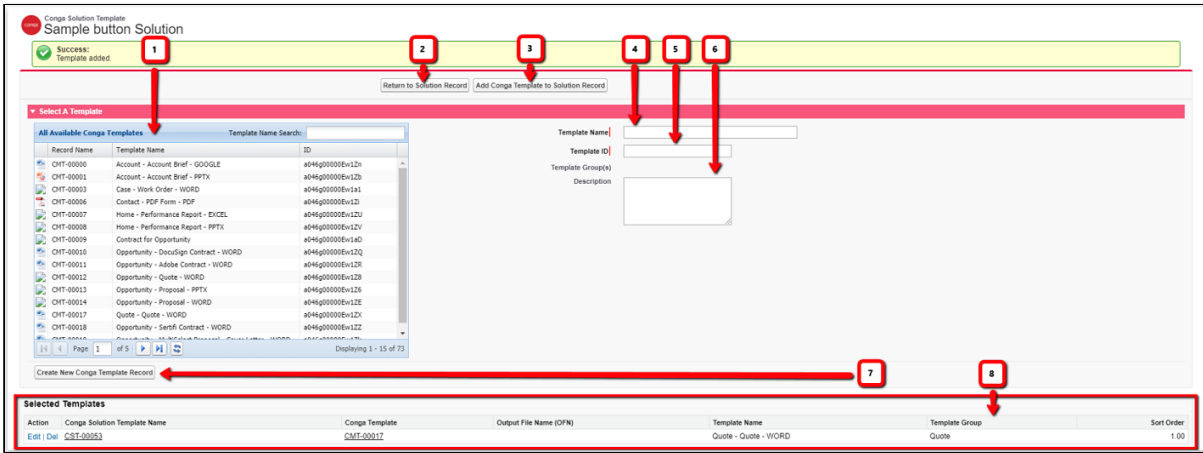 conga
Conga Solution Template
Sample button Solution
Success:
Template added.
1
2
3
4
5
6
Return to Solution Record
Add Conga Template to Solution Record
Select A Template
All Available Conga Templates Template Name Search:
Record Name Template Name ID
CMT-00000 Account - Account Brief - GOOGLE a046g00000Ew1Zn
CMT-00001 Account - Account Brief - PPTX a046g00000Ew1Zb
CMT-00003 Case - Work Order - WORD a046g00000Ew1a1
CMT-00006 Contact - PDF Form - PDF a046g00000Ew1Zi
CMT-00007 Home - Performance Report - EXCEL a046g00000Ew1ZU
CMT-00008 Home - Performance Report - PPTX a046g00000Ew1ZV
CMT-00009 Contract for Opportunity a046g00000Ew1aD
CMT-00010 Opportunity - DocuSign Contract - WORD a046g00000Ew1ZQ
CMT-00011 Opportunity - Adobe Contract - WORD a046g00000Ew1ZR
CMT-00012 Opportunity - Quote - WORD a046g00000Ew1Z8
CMT-00013 Opportunity - Proposal - PPTX a046g00000Ew1Z6
CMT-00014 Opportunity - Proposal - WORD a046g00000Ew1ZE
CMT-00017 Quote - Quote - WORD a046g00000Ew1ZX
CMT-00018 Opportunity - Sertifi Contract - WORD a046g00000Ew1ZZ
Page 1 of 5 Displaying 1 - 15 of 73
Template Name
Template ID
Template Group(s)
Description
Create New Conga Template Record
7
8
Selected Templates
Action Conga Solution Template Name Conga Template Output File Name (OFN) Template Name Template Group Sort Order
Edit | Del CST-00053 CMT-00017 Quote - Quote - WORD Quote 1.00